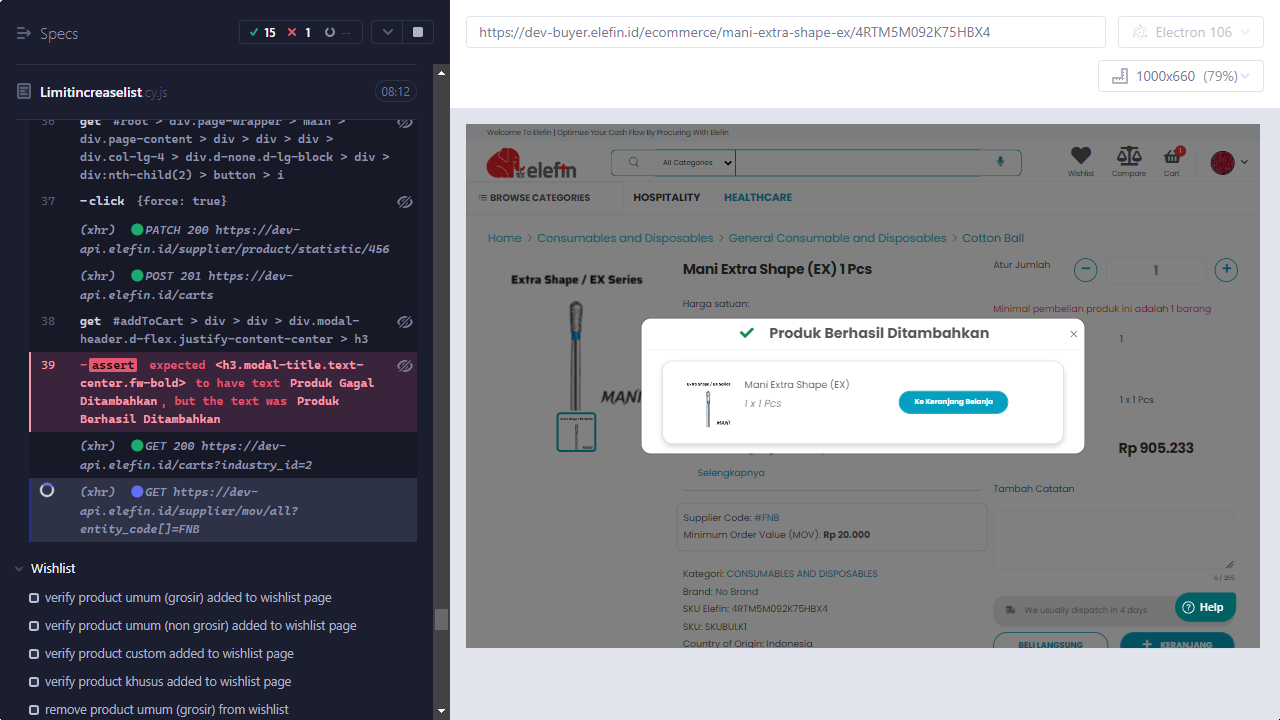 Specs
15
1
--
Limitincreaselist.cy.js
08:12
36
get #root > div.page-wrapper > main >
div.page-content > div > div > div >
div.col-lg-4 > div.d-none.d-lg-block > div >
div:nth-child(2) > button > i
37
-click {force: true}
(xhr) PATCH 200 https://dev-
api.elefin.id/supplier/product/statistic/456
(xhr) POST 201 https://dev-
api.elefin.id/carts
38
get #addToCart > div > div > div.modal-
header.d-flex.justify-content-center > h3
39
-assert expected <h3.modal-title.text-
center.fw-bold> to have text Produk Gagal
Ditambahkan, but the text was Produk
Berhasil Ditambahkan
(xhr) GET 200 https://dev-
api.elefin.id/carts?industry_id=2
(xhr) GET https://dev-
api.elefin.id/supplier/mov/all?
entity_code[]=FNB
Wishlist
verify product umum (grosir) added to wishlist page
verify product umum (non grosir) added to wishlist page
verify product custom added to wishlist page
verify product khusus added to wishlist page
remove product umum (grosir) from wishlist
https://dev-buyer.elefin.id/ecommerce/mani-extra-shape-ex/4RTM5M092K75HBX4
Electron 106
1000x660 (79%)
Welcome To Elefin | Optimize Your Cash Flow By Procuring With Elefin
elefin
All Categories
Wishlist
Compare
1
Cart
BROWSE CATEGORIES
HOSPITALITY
HEALTHCARE
Home > Consumables and Disposables > General Consumable and Disposables > Cotton Ball
Extra Shape / EX Series
MANI
Extra Shape / EX Series
MANI
Mani Extra Shape (EX) 1 Pcs
Harga satuan:
Selengkapnya
Supplier Code: #FNB
Minimum Order Value (MOV): Rp 20.000
Kategori: CONSUMABLES AND DISPOSABLES
Brand: No Brand
SKU Elefin: 4RTM5M092K75HBX4
SKU: SKUBULK1
Country of Origin: Indonesia
Atur Jumlah
1
Minimal pembelian produk ini adalah 1 barang
1
1 x 1 Pcs
Rp 905.233
Tambah Catatan
0 / 255
We usually dispatch in 4 days
Help
BELI LANGSUNG
KERANJANG
Produk Berhasil Ditambahkan
Extra Shape / EX Series
MANI
Mani Extra Shape (EX)
1 x 1 Pcs
Ke Keranjang Belanja